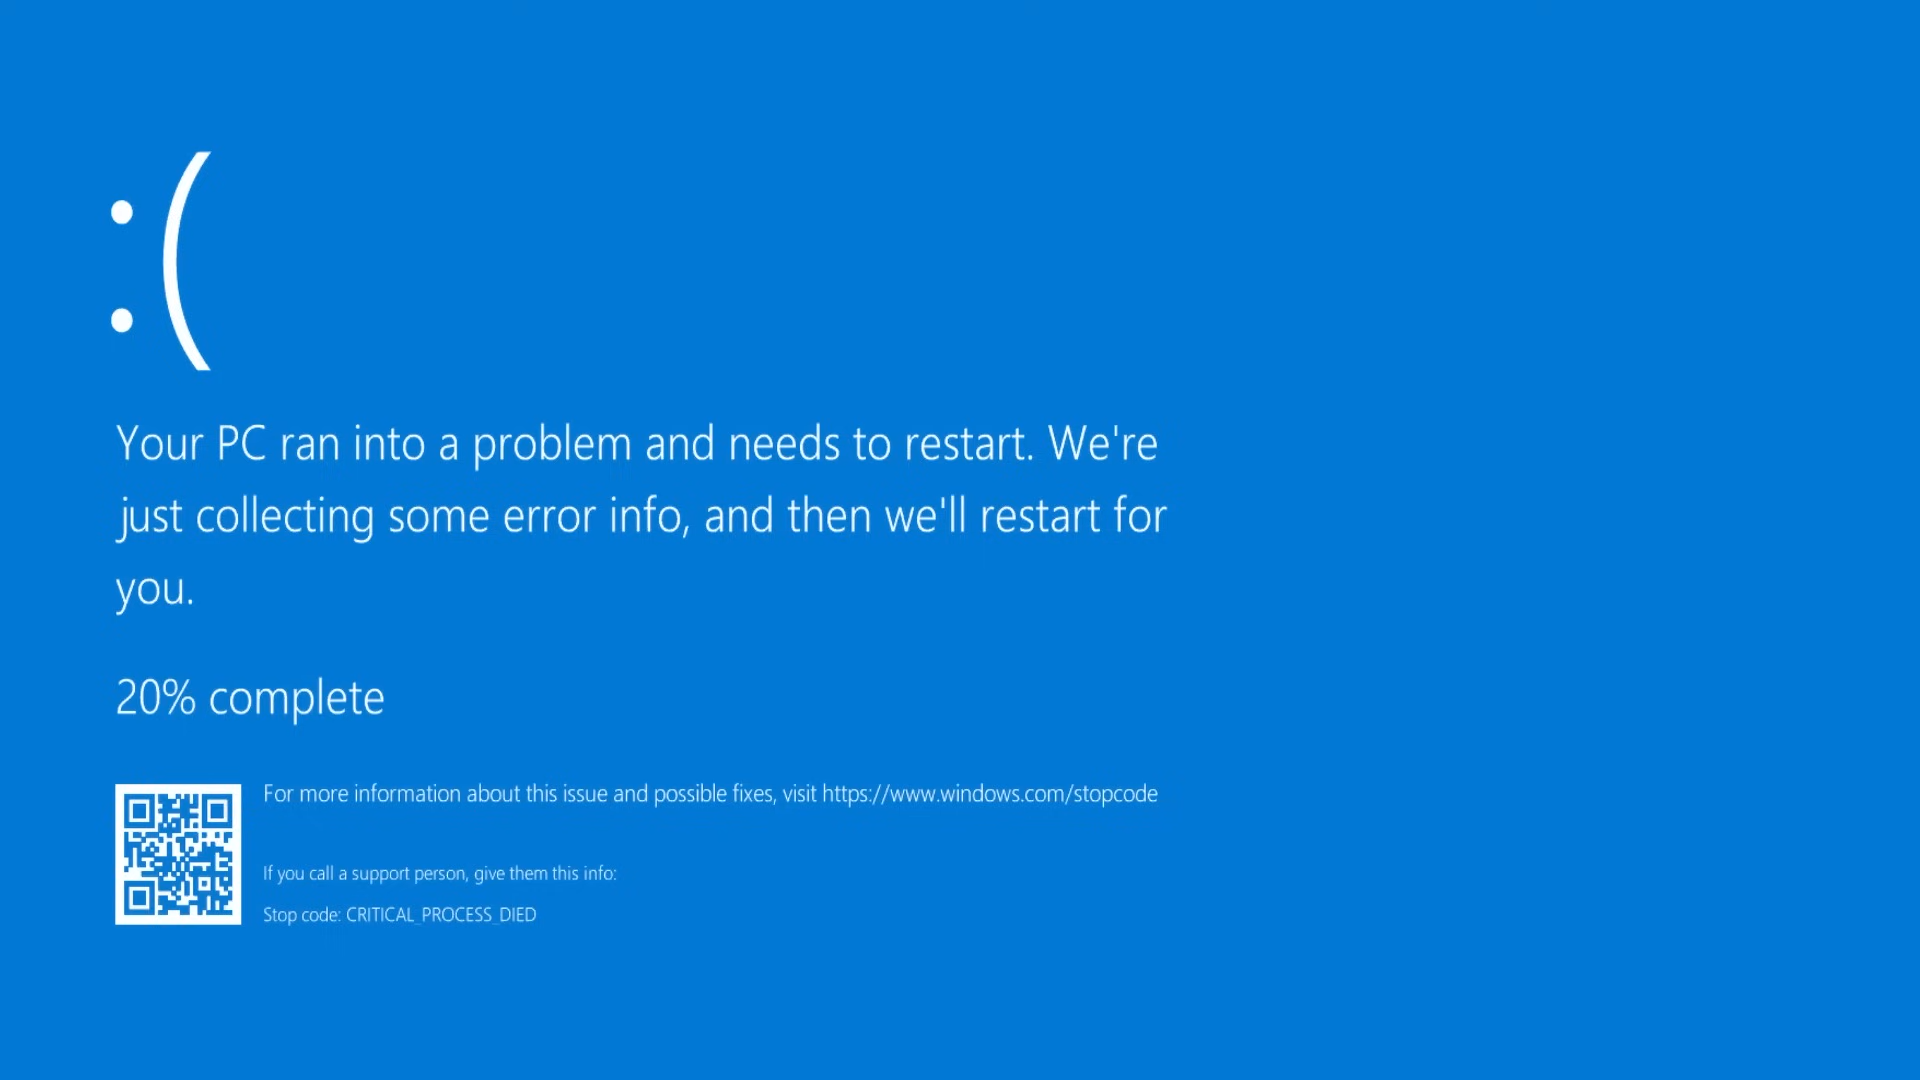 :(
Your PC ran into a problem and needs to restart. We're
just collecting some error info, and then we'll restart for
you.
20% complete
For more information about this issue and possible fixes, visit https://www.windows.com/stopcode
If you call a support person, give them this info:
Stop code: CRITICAL_PROCESS_DIED